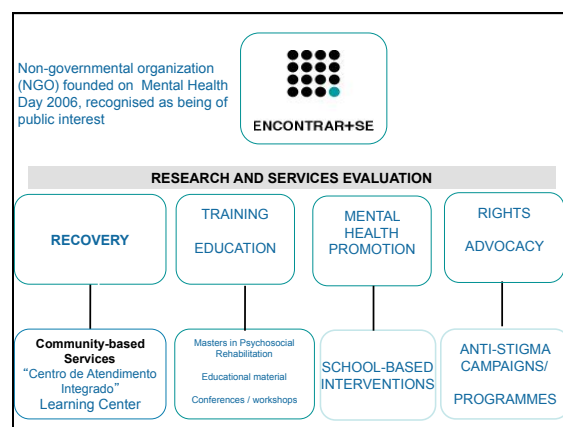 Non-governmental organization
(NGO) founded on Mental Health
Day 2006, recognised as being of
public interest
ENCONTRAR+SE
RESEARCH AND SERVICES EVALUATION
RECOVERY
TRAINING
EDUCATION
MENTAL
HEALTH
PROMOTION
RIGHTS
ADVOCACY
Community-based
Services
“Centro de Atendimento
Integrado”
Learning Center
Masters in Psychosocial
Rehabilitation
Educational material
Conferences / workshops
SCHOOL-BASED
INTERVENTIONS
ANTI-STIGMA
CAMPAIGNS/
PROGRAMMES